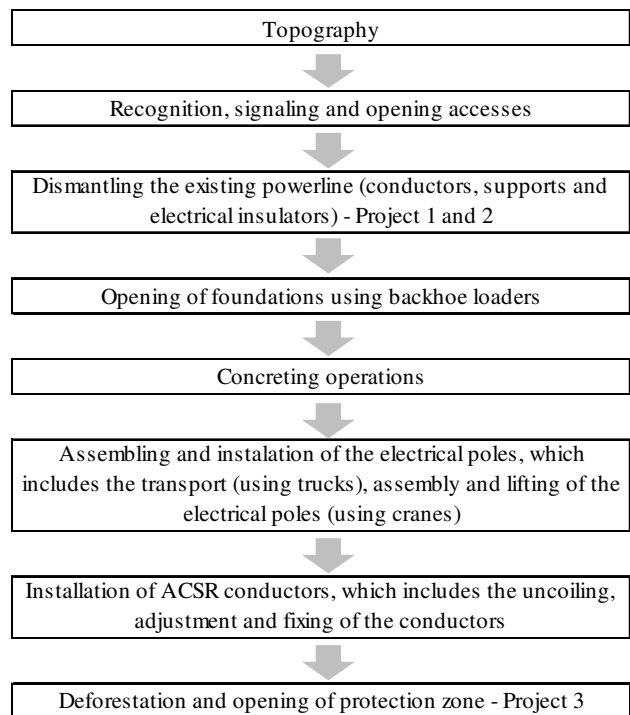 Topography
Recognition, signaling and opening accesses
Dismantling the existing powerline (conductors, supports and
electrical insulators) - Project 1 and 2
Opening of foundations using backhoe loaders
Concreting operations
Assembling and instalation of the electrical poles, which
includes the transport (using trucks), assembly and lifting of the
electrical poles (using cranes)
Installation of ACSR conductors, which includes the uncoiling,
adjustment and fixing of the conductors
Deforestation and opening of protection zone - Project 3